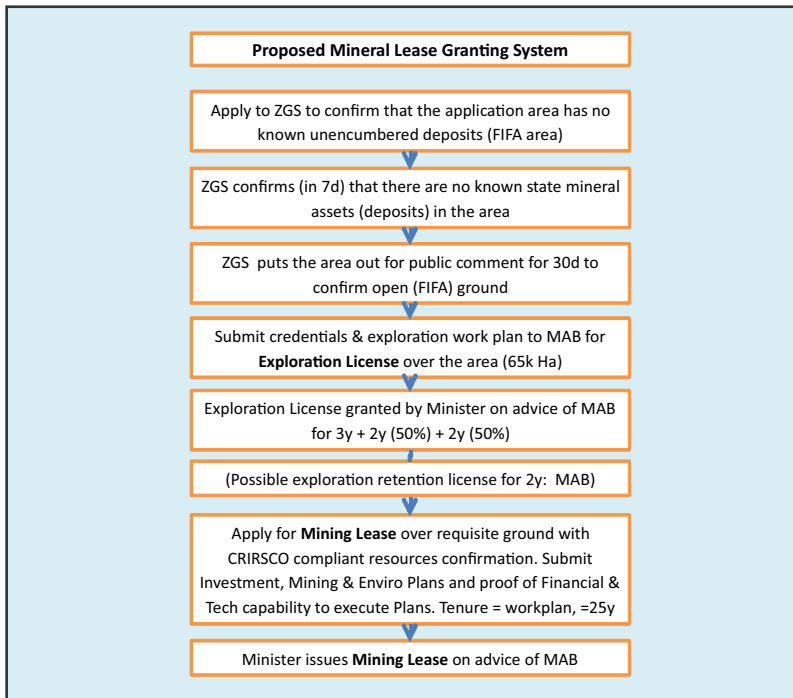 Proposed Mineral Lease Granting System
Apply to ZGS to confirm that the application area has no
known unencumbered deposits (FIFA area)
ZGS confirms (in 7d) that there are no known state mineral
assets (deposits) in the area
ZGS puts the area out for public comment for 30d to
confirm open (FIFA) ground
Submit credentials & exploration work plan to MAB for
Exploration License over the area (65k Ha)
Exploration License granted by Minister on advice of MAB
for 3y + 2y (50%) + 2y (50%)
(Possible exploration retention license for 2y: MAB)
Apply for Mining Lease over requisite ground with
CRIRSCO compliant resources confirmation. Submit
Investment, Mining & Enviro Plans and proof of Financial &
Tech capability to execute Plans. Tenure = workplan, =25y
Minister issues Mining Lease on advice of MAB